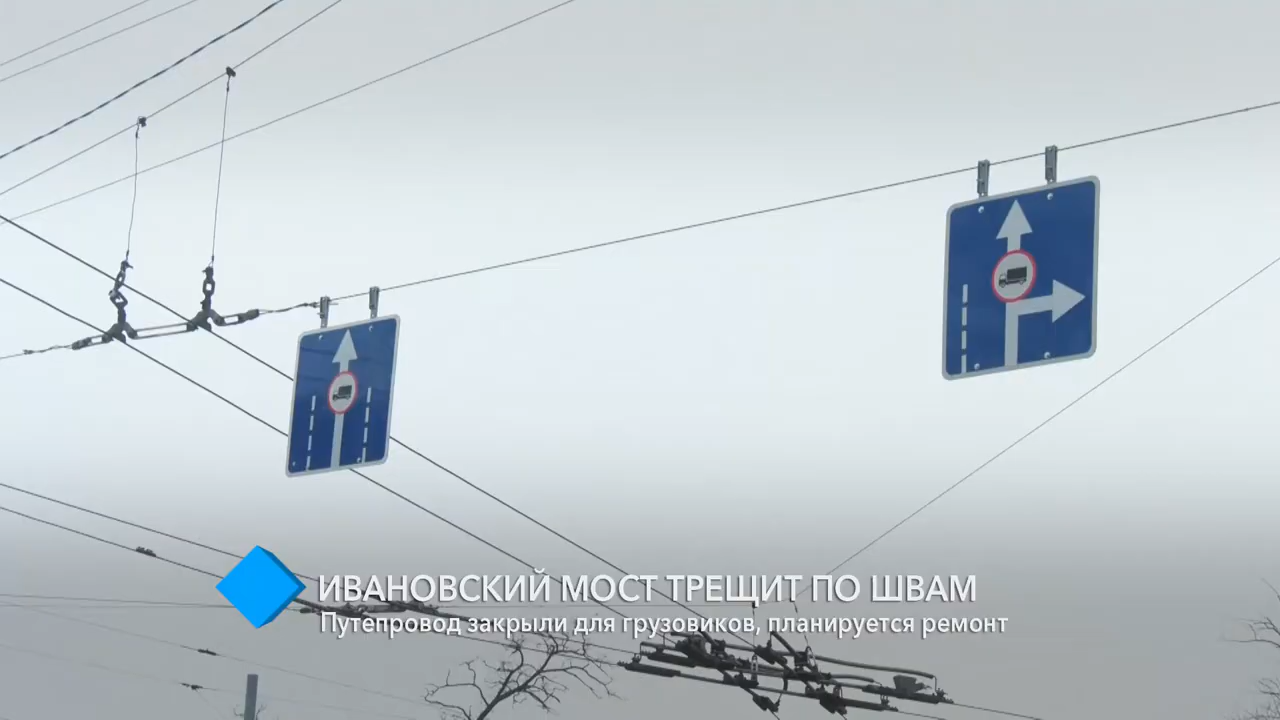 ИВАНОВСКИЙ МОСТ ТРЕЩИТ ПО ШВАМ
Путепровод закрыли для грузовиков, планируется ремонт